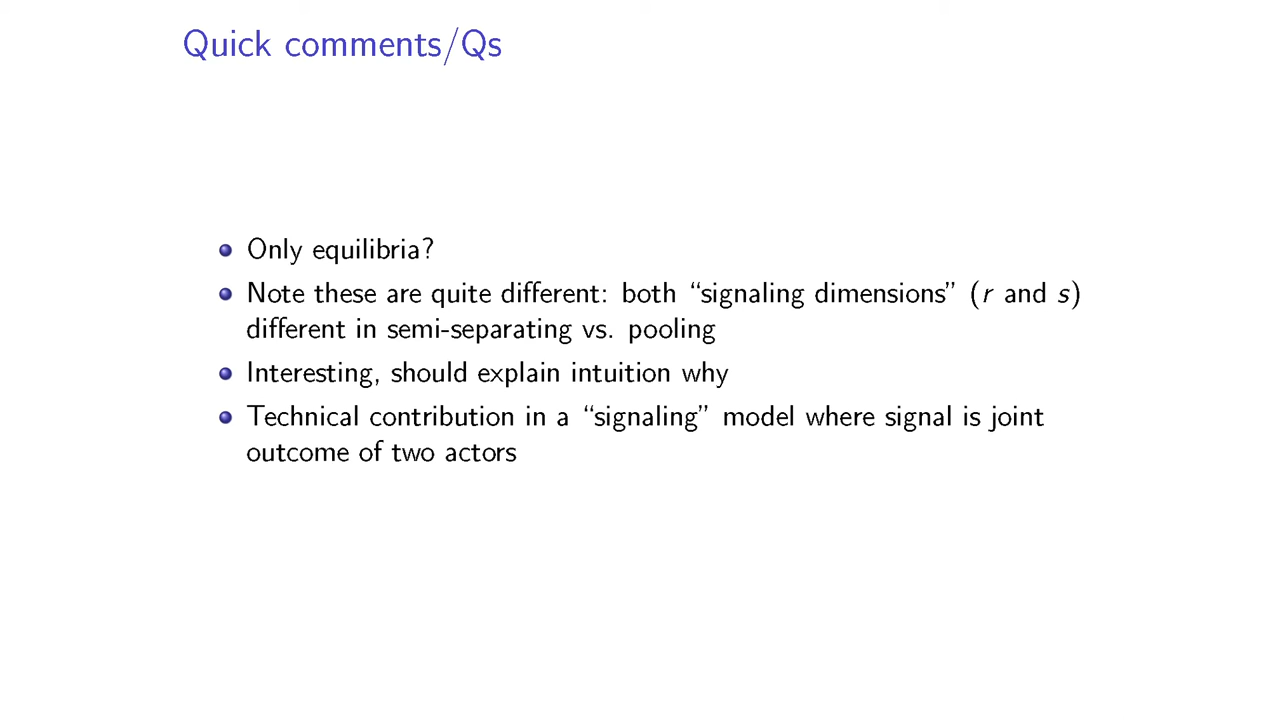 Quick comments/Qs
Only equilibria?
Note these are quite different: both “signaling dimensions” (r and s)
different in semi-separating vs. pooling
Interesting, should explain intuition why
Technical contribution in a “signaling” model where signal is joint
outcome of two actors